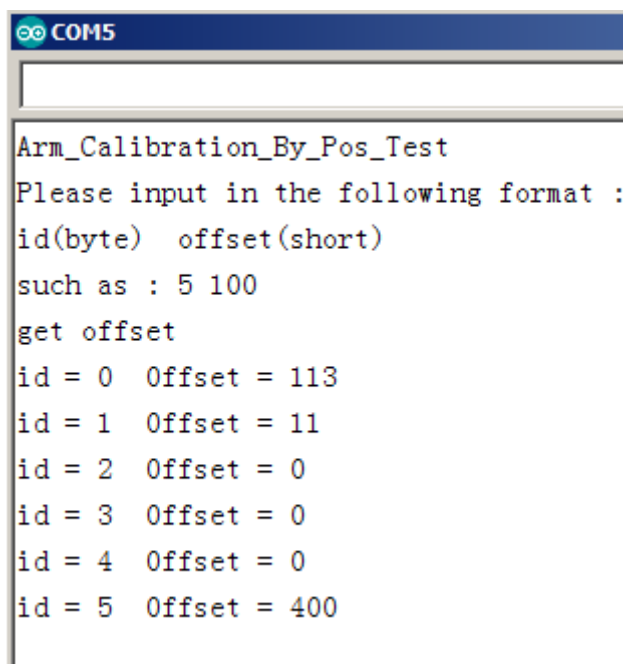 COM5
Arm_Calibration_By_Pos_Test
Please input in the following format :
id(byte)  offset(short)
such as : 5 100
get offset
id = 0  Offset = 113
id = 1  Offset = 11
id = 2  Offset = 0
id = 3  Offset = 0
id = 4  Offset = 0
id = 5  Offset = 400